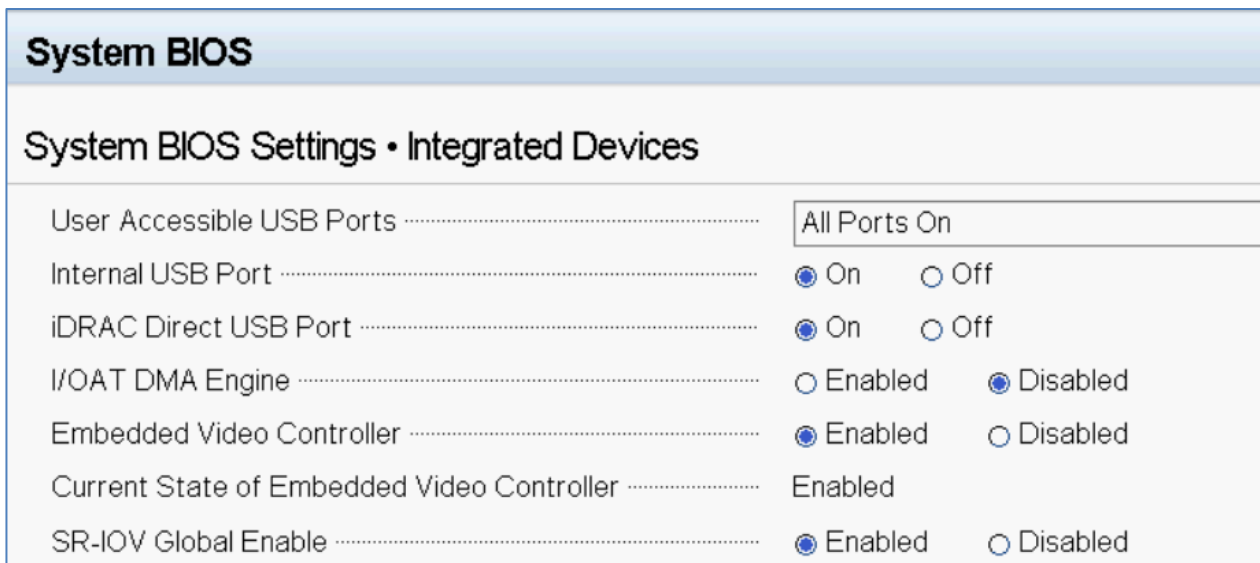 System BIOS
System BIOS Settings • Integrated Devices
User Accessible USB Ports All Ports On
Internal USB Port On Off
iDRAC Direct USB Port On Off
I/OAT DMA Engine Enabled Disabled
Embedded Video Controller Enabled Disabled
Current State of Embedded Video Controller Enabled
SR-IOV Global Enable Enabled Disabled